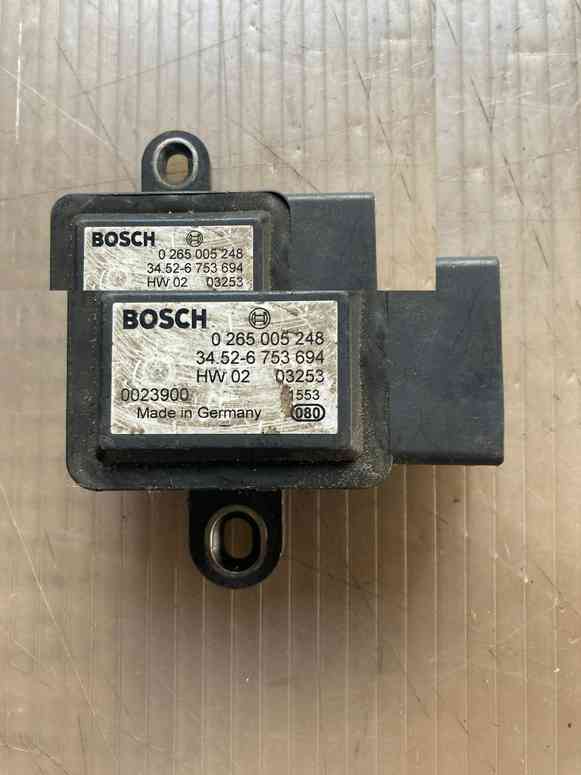 BOSCH
0 265 005 248
34.52-6 753 694
HW 02 03253
BOSCH
0 265 005 248
34.52-6 753 694
HW 02 03253
0023900 1553
Made in Germany 080